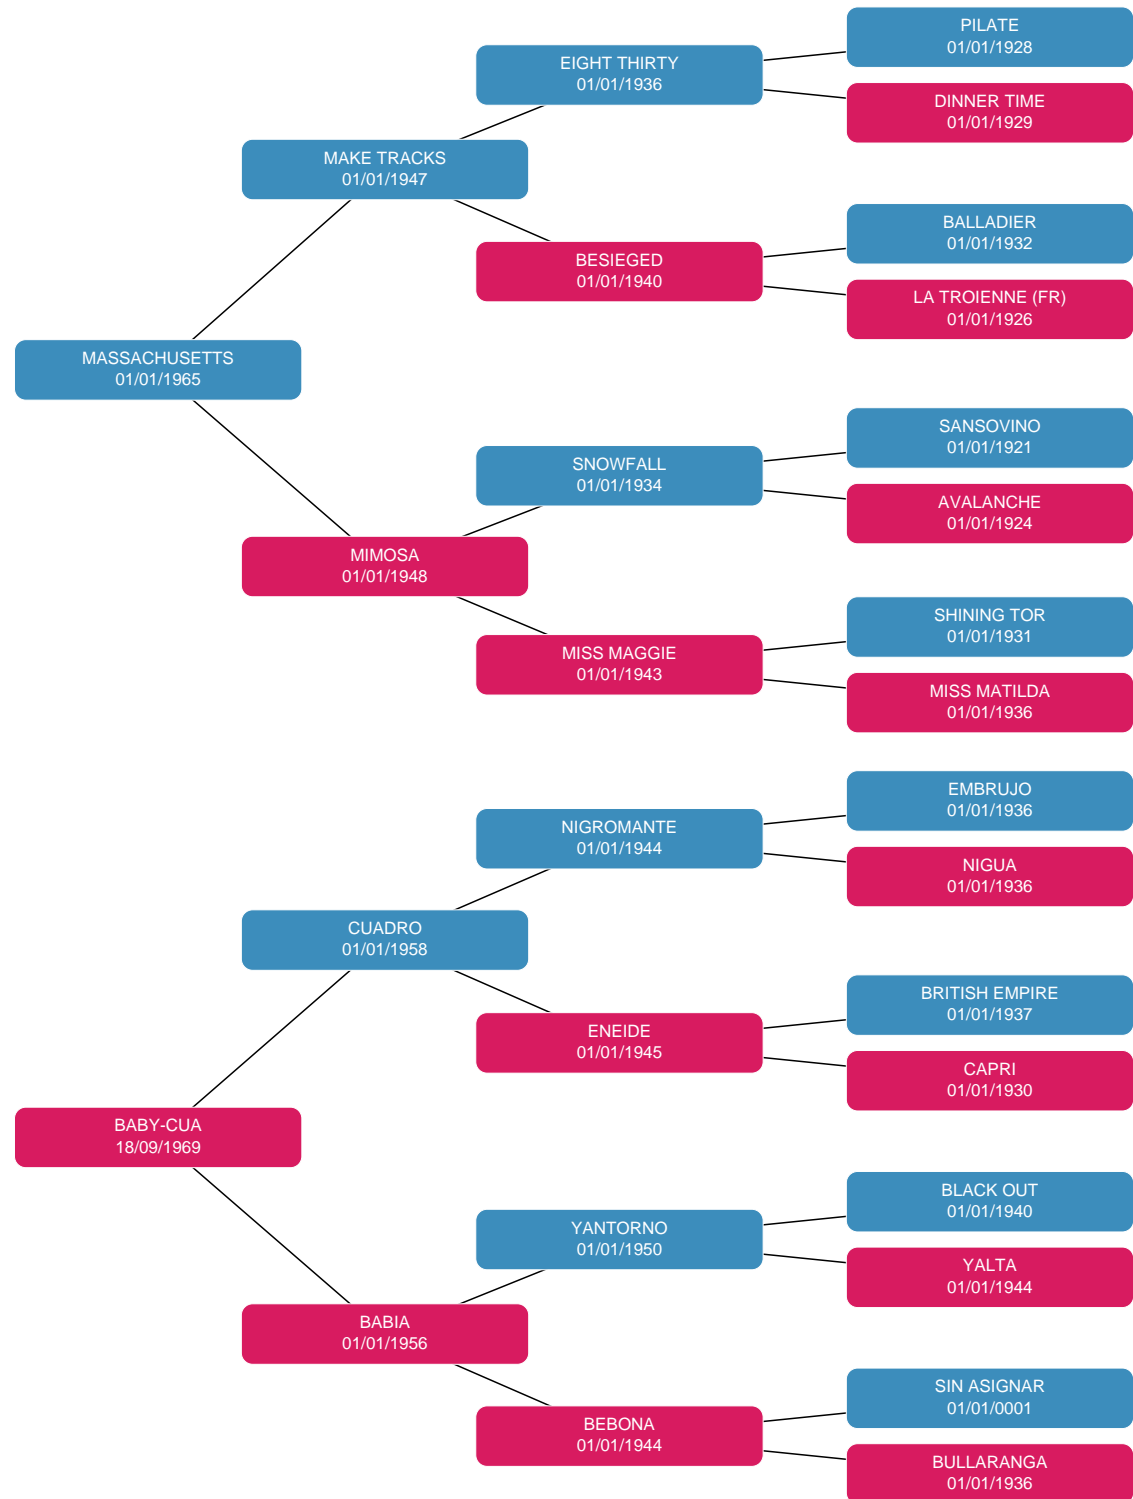 PILATE
01/01/1928
EIGHT THIRTY
01/01/1936
DINNER TIME
01/01/1929
MAKE TRACKS
01/01/1947
BALLADIER
01/01/1932
BESIEGED
01/01/1940
LA TROIENNE (FR)
01/01/1926
MASSACHUSETTS
01/01/1965
SANSOVINO
01/01/1921
SNOWFALL
01/01/1934
AVALANCHE
01/01/1924
MIMOSA
01/01/1948
SHINING TOR
01/01/1931
MISS MAGGIE
01/01/1943
MISS MATILDA
01/01/1936
EMBRUJO
01/01/1936
NIGROMANTE
01/01/1944
NIGUA
01/01/1936
CUADRO
01/01/1958
BRITISH EMPIRE
01/01/1937
ENEIDE
01/01/1945
CAPRI
01/01/1930
BABY-CUA
18/09/1969
BLACK OUT
01/01/1940
YANTORNO
01/01/1950
YALTA
01/01/1944
BABIA
01/01/1956
SIN ASIGNAR
01/01/0001
BEBONA
01/01/1944
BULLARANGA
01/01/1936